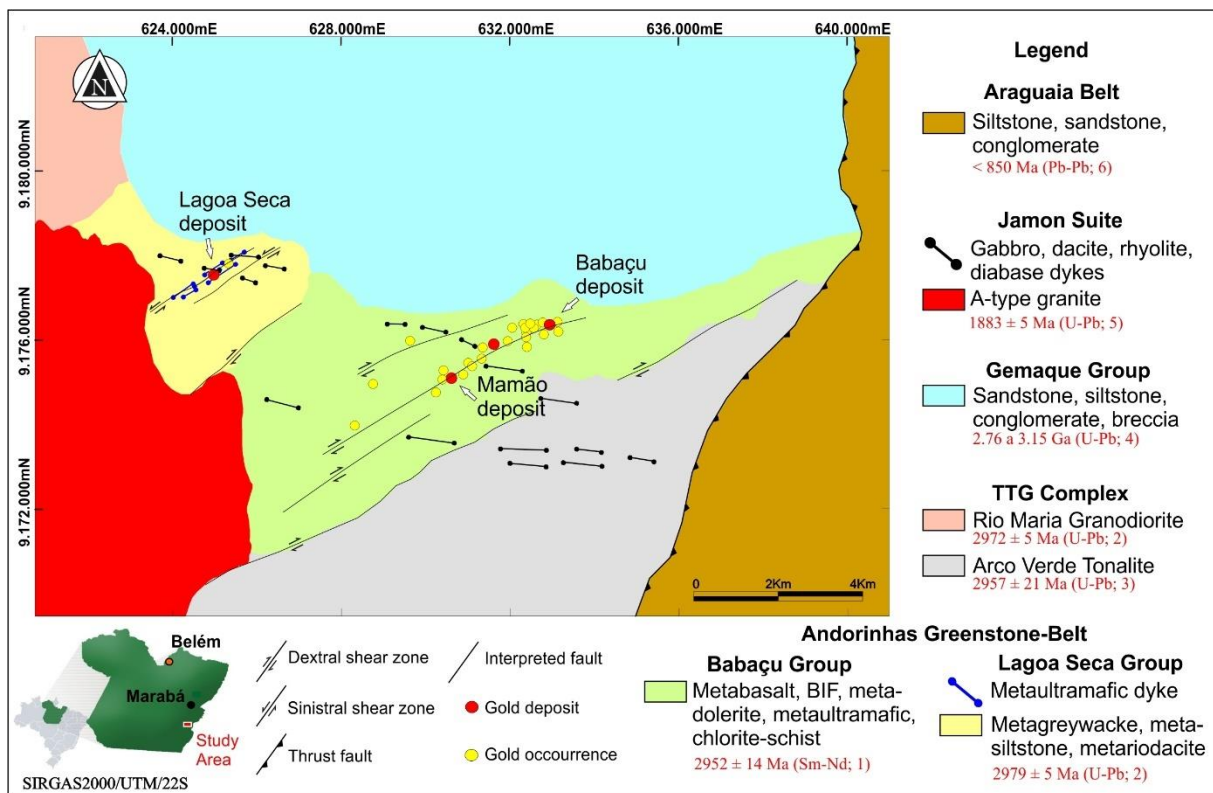 624.000mE 628.000mE 632.000mE 636.000mE 640.000mE
N
9.180.000mN
9.176.000mN
9.172.000mN
Lagoa Seca
deposit
Babaçu
deposit
Mamão
deposit
0 2Km 4Km
Legend
Araguaia Belt
Siltstone, sandstone,
conglomerate
< 850 Ma (Pb-Pb; 6)
Jamon Suite
Gabbro, dacite, rhyolite,
diabase dykes
A-type granite
1883 ± 5 Ma (U-Pb; 5)
Gemaque Group
Sandstone, siltstone,
conglomerate, breccia
2.76 a 3.15 Ga (U-Pb; 4)
TTG Complex
Rio Maria Granodiorite
2972 ± 5 Ma (U-Pb; 2)
Arco Verde Tonalite
2957 ± 21 Ma (U-Pb; 3)
Andorinhas Greenstone-Belt
Babaçu Group
Metabasalt, BIF, meta-
dolerite, metaultramafic,
chlorite-schist
2952 ± 14 Ma (Sm-Nd; 1)
Lagoa Seca Group
Metaultramafic dyke
Metagreywacke, meta-
siltstone, metariodacite
2979 ± 5 Ma (U-Pb; 2)
Belém
Marabá
Study
Area
SIRGAS2000/UTM/22S
Dextral shear zone
Sinistral shear zone
Thrust fault
Interpreted fault
Gold deposit
Gold occurrence